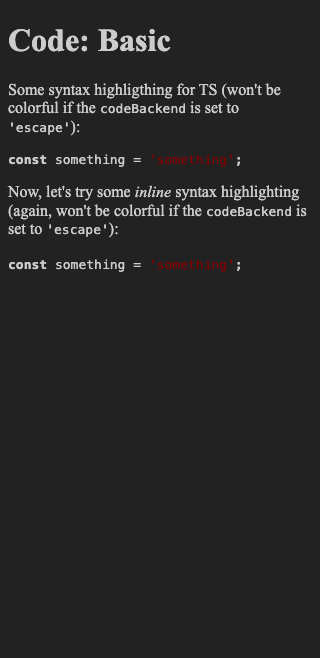 Code: Basic
Some syntax highligthing for TS (won't be
colorful if the codeBackend is set to
'escape'):
const something = 'something';
Now, let's try some inline syntax highlighting
(again, won't be colorful if the codeBackend is
set to 'escape'):
const something = 'something';